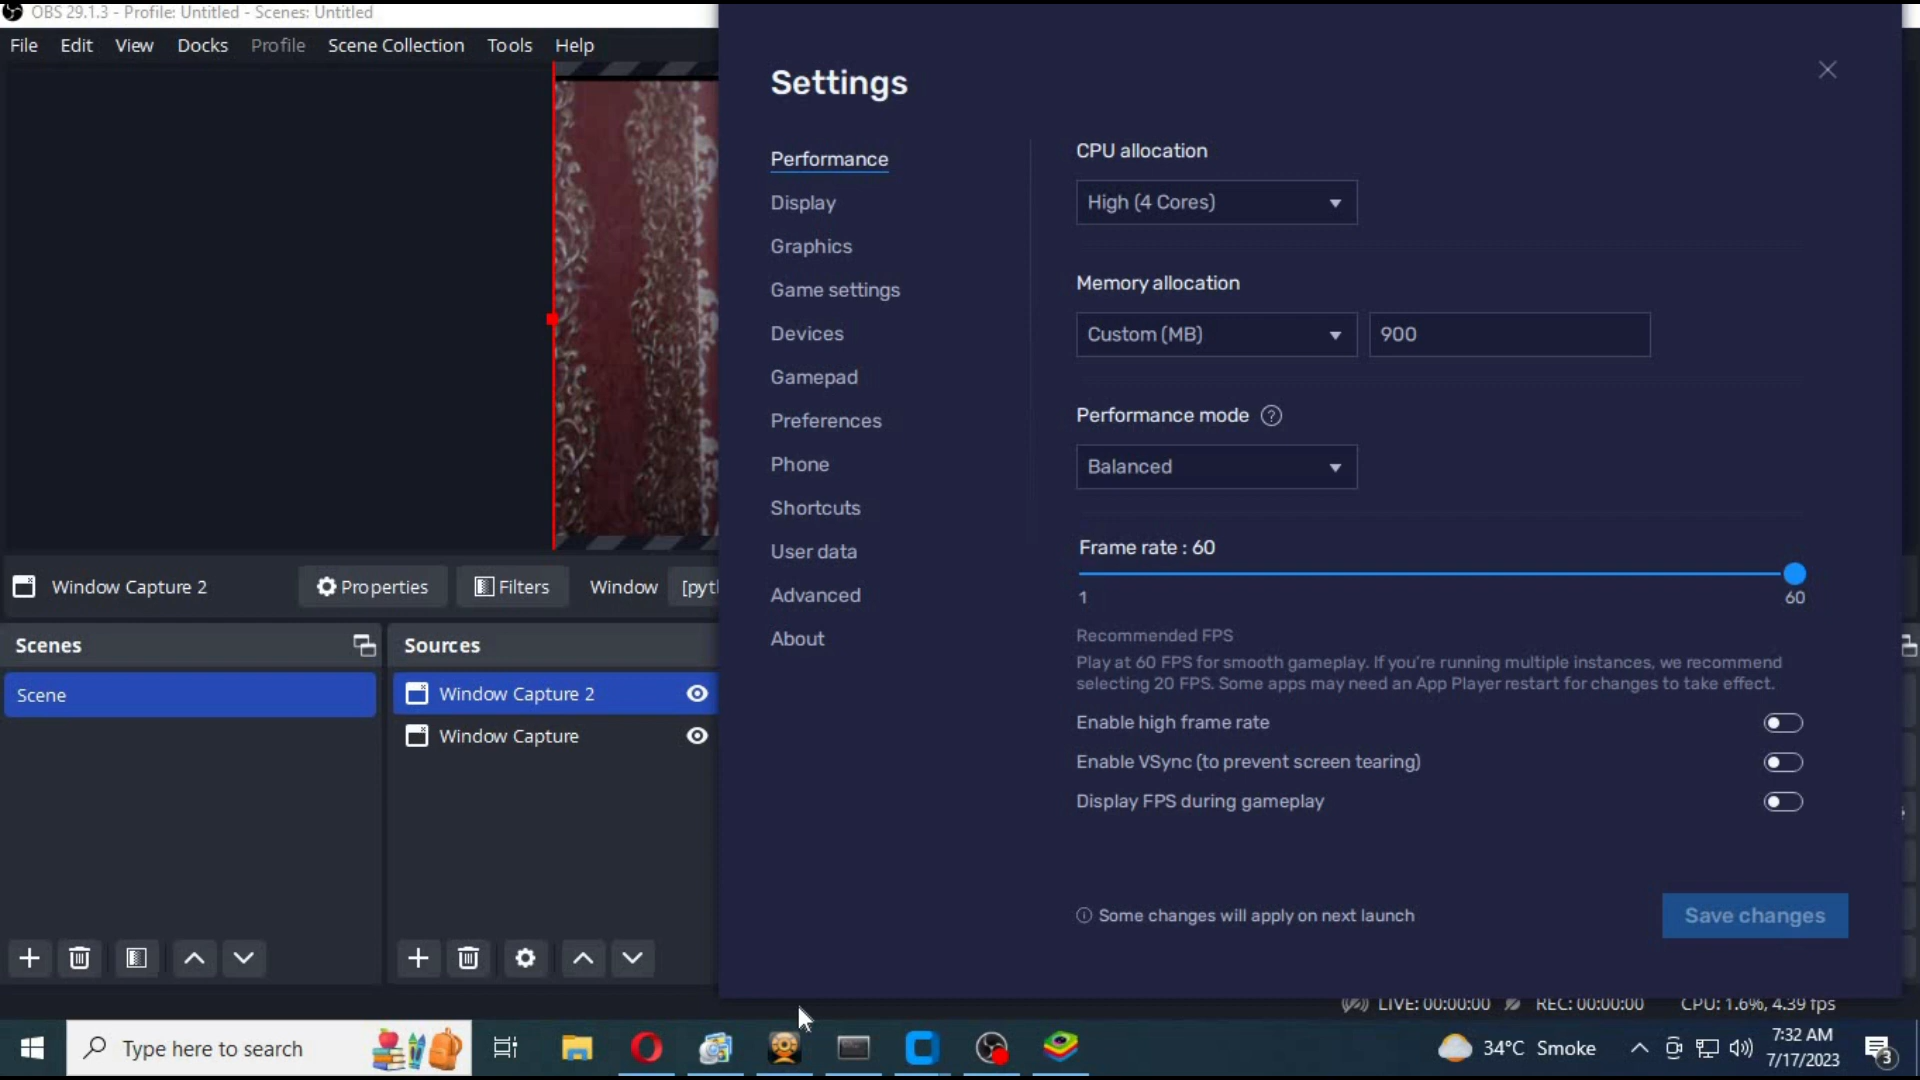 OBS 29.1.3 - Profile: Untitled - Scenes: Untitled
File Edit View Docks Profile Scene Collection Tools Help
Window Capture 2 Properties Filters Window
Scenes
Scene
Sources
Window Capture 2
Window Capture
Settings
Performance
Display
Graphics
Game settings
Devices
Gamepad
Preferences
Phone
Shortcuts
User data
Advanced
About
CPU allocation
High (4 Cores)
Memory allocation
Custom (MB) 900
Performance mode ?
Balanced
Frame rate : 60
1 60
Recommended FPS
Play at 60 FPS for smooth gameplay. If you're running multiple instances, we recommend
selecting 20 FPS. Some apps may need an App Player restart for changes to take effect.
Enable high frame rate
Enable VSync (to prevent screen tearing)
Display FPS during gameplay
Some changes will apply on next launch
Save changes
LIVE: 00:00:00 REC: 00:00:00 CPU: 1.6%, 4.39 fps
Type here to search
34°C Smoke
7:32 AM
7/17/2023
3